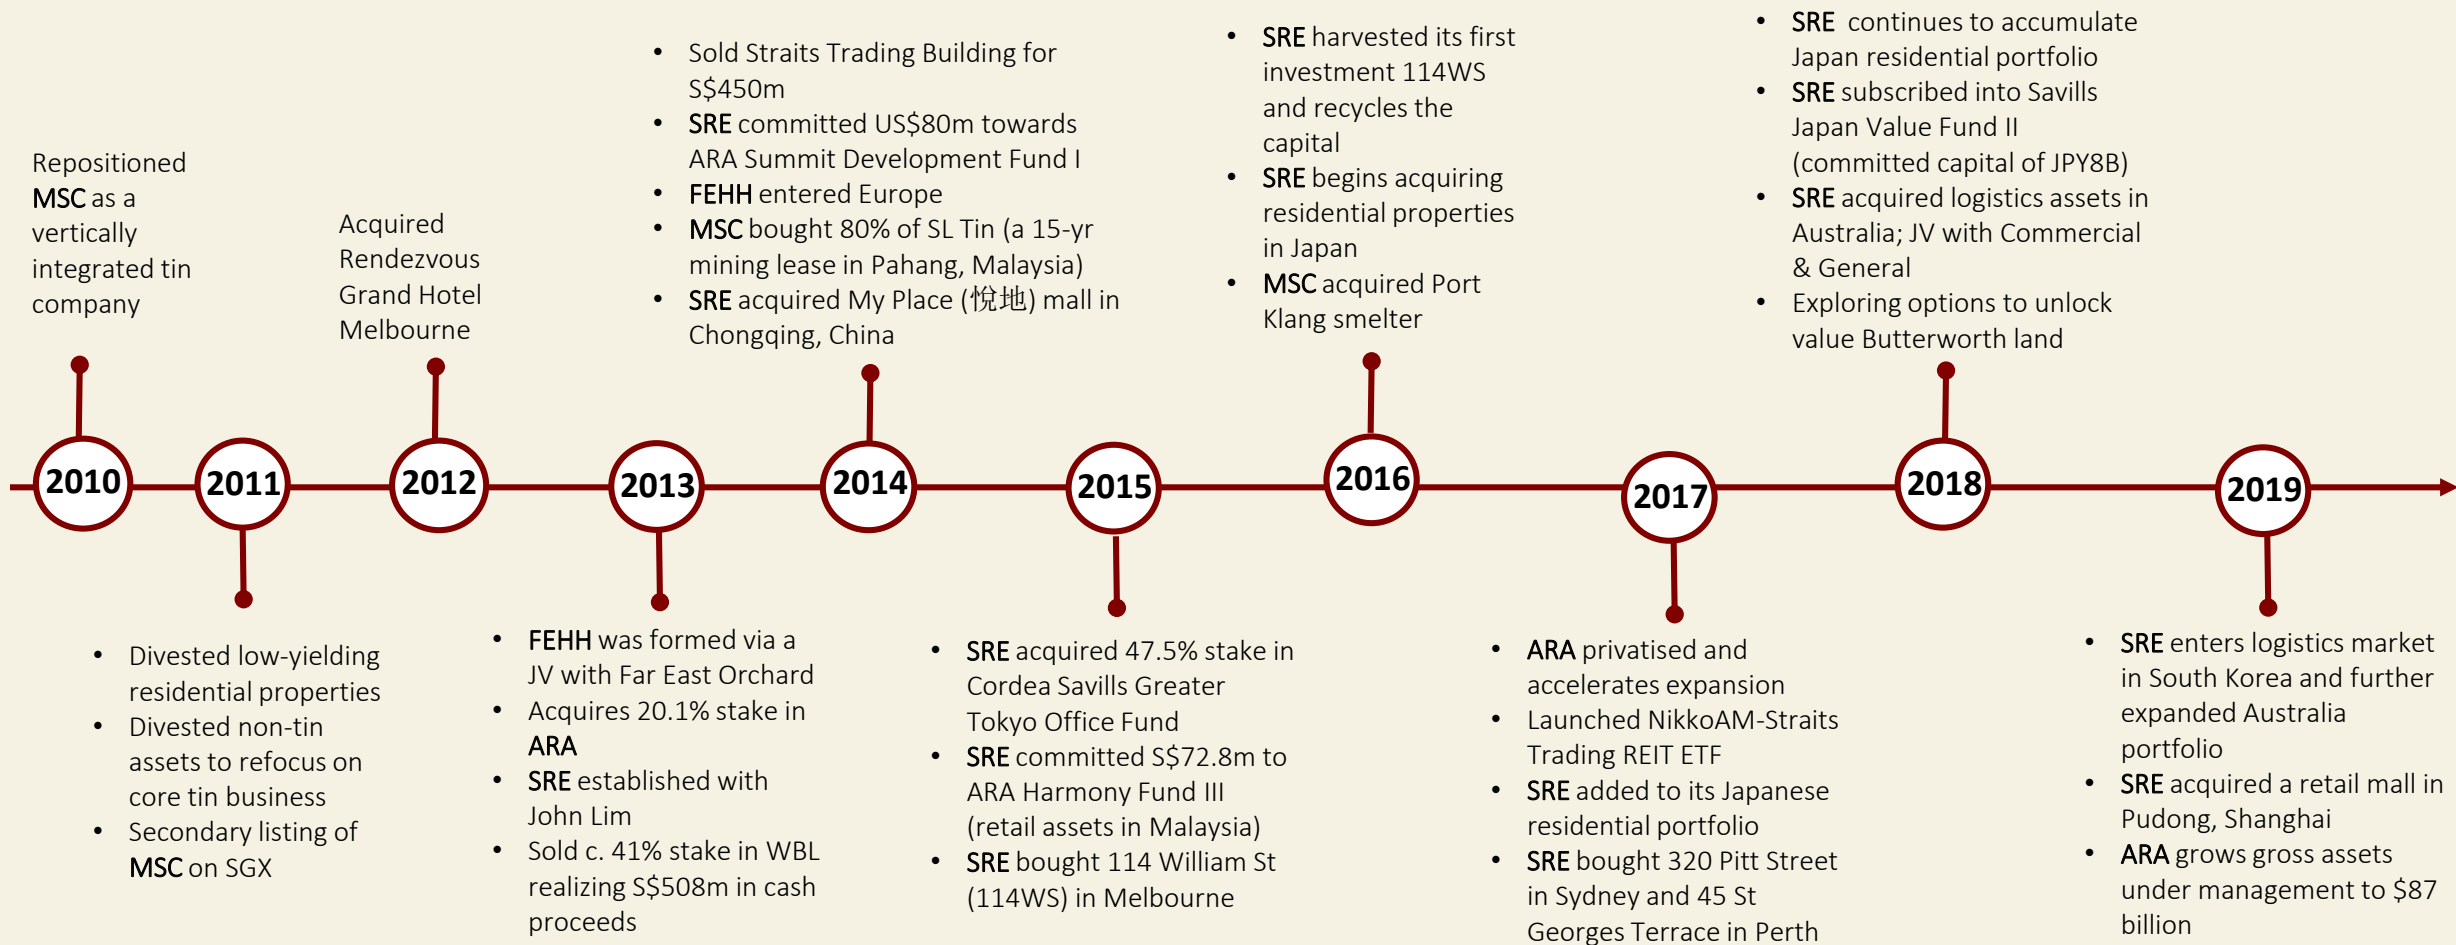 Repositioned
MSC as a
vertically
integrated tin
company
Acquired
Rendezvous
Grand Hotel
Melbourne
• Sold Straits Trading Building for
S$450m
• SRE committed US$80m towards
ARA Summit Development Fund I
• FEHH entered Europe
• MSC bought 80% of SL Tin (a 15-yr
mining lease in Pahang, Malaysia)
• SRE acquired My Place (悦地) mall in
Chongqing, China
• SRE harvested its first
investment 114WS
and recycles the
capital
• SRE begins acquiring
residential properties
in Japan
• MSC acquired Port
Klang smelter
• SRE continues to accumulate
Japan residential portfolio
• SRE subscribed into Savills
Japan Value Fund II
(committed capital of JPY8B)
• SRE acquired logistics assets in
Australia; JV with Commercial
& General
• Exploring options to unlock
value Butterworth land
2010
2011
2012
2013
2014
2015
2016
2017
2018
2019
• Divested low-yielding
residential properties
• Divested non-tin
assets to refocus on
core tin business
• Secondary listing of
MSC on SGX
• FEHH was formed via a
JV with Far East Orchard
• Acquires 20.1% stake in
ARA
• SRE established with
John Lim
• Sold c. 41% stake in WBL
realizing S$508m in cash
proceeds
• SRE acquired 47.5% stake in
Cordea Savills Greater
Tokyo Office Fund
• SRE committed S$72.8m to
ARA Harmony Fund III
(retail assets in Malaysia)
• SRE bought 114 William St
(114WS) in Melbourne
• ARA privatised and
accelerates expansion
• Launched NikkoAM-Straits
Trading REIT ETF
• SRE added to its Japanese
residential portfolio
• SRE bought 320 Pitt Street
in Sydney and 45 St
Georges Terrace in Perth
• SRE enters logistics market
in South Korea and further
expanded Australia
portfolio
• SRE acquired a retail mall in
Pudong, Shanghai
• ARA grows gross assets
under management to $87
billion